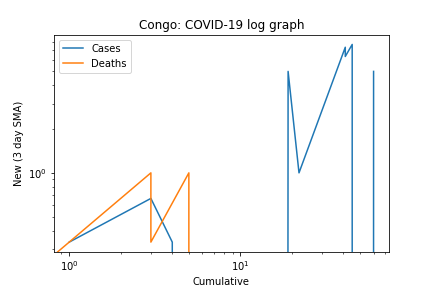 Congo: COVID-19 log graph
Cases
Deaths
New (3 day SMA)
10⁰
10⁰
10¹
Cumulative